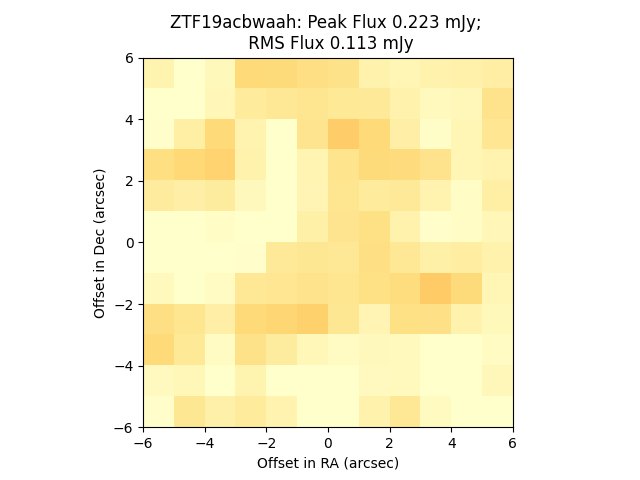 ZTF19acbwaah: Peak Flux 0.223 mJy;
RMS Flux 0.113 mJy
6
4
2
0
−2
−4
−6
Offset in Dec (arcsec)
−6 −4 −2 0 2 4 6
Offset in RA (arcsec)